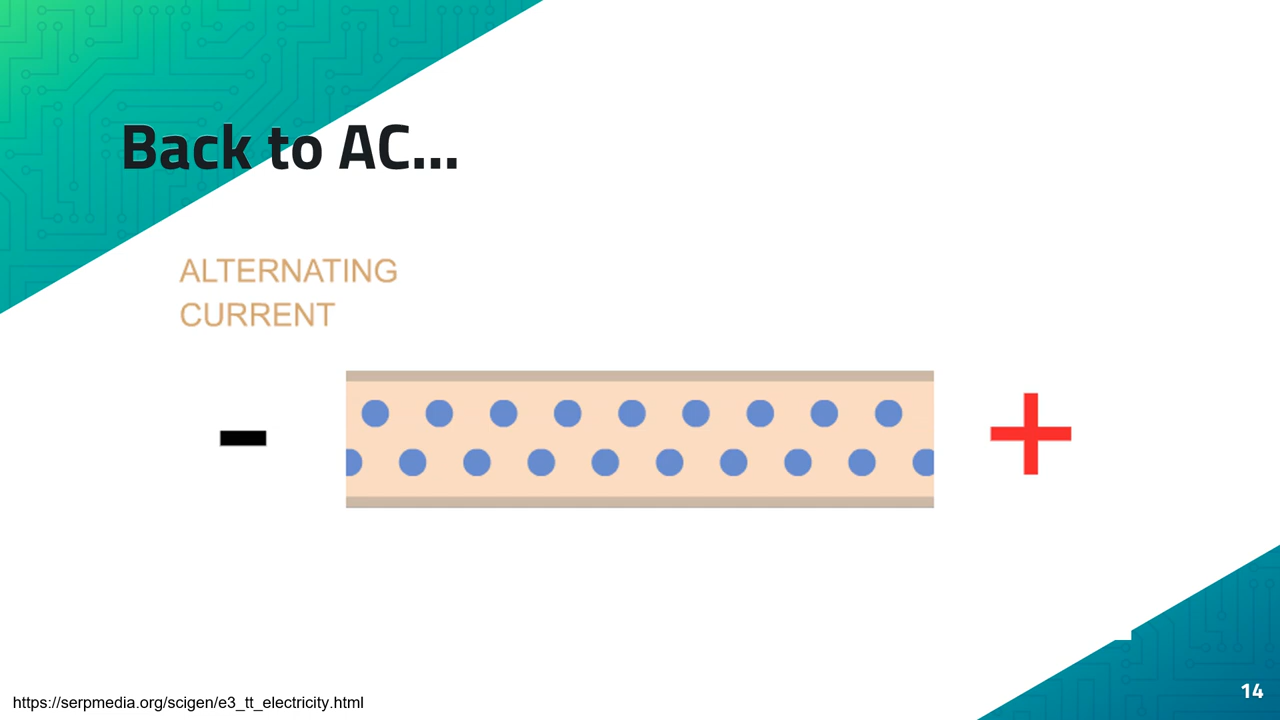 Back to AC...
ALTERNATING
CURRENT
- +
https://serpmedia.org/scigen/e3_tt_electricity.html
14